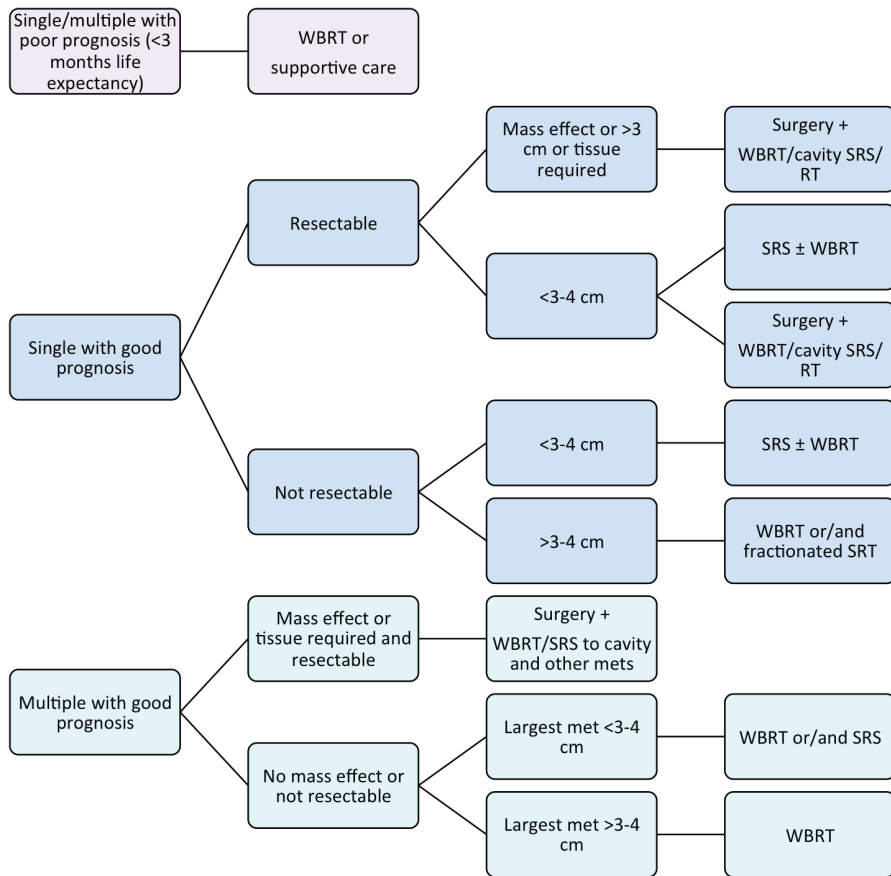 Single/multiple with
poor prognosis (<3
months life
expectancy)
WBRT or
supportive care
Single with good
prognosis
Resectable
Mass effect or >3
cm or tissue
required
Surgery +
WBRT/cavity SRS/
RT
<3-4 cm
SRS ± WBRT
Surgery +
WBRT/cavity SRS/
RT
Not resectable
<3-4 cm
SRS ± WBRT
>3-4 cm
WBRT or/and
fractionated SRT
Multiple with good
prognosis
Mass effect or
tissue required and
resectable
Surgery +
WBRT/SRS to cavity
and other mets
No mass effect or
not resectable
Largest met <3-4
cm
WBRT or/and SRS
Largest met >3-4
cm
WBRT